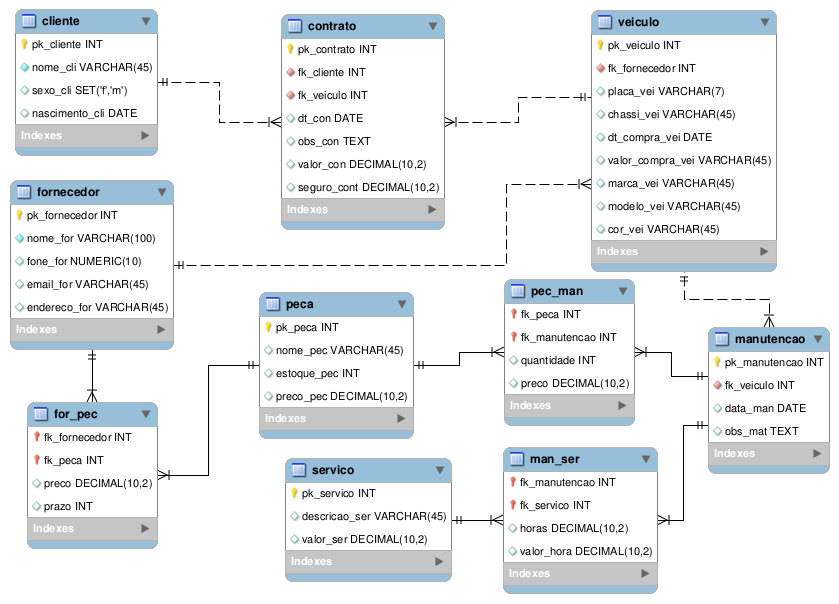 cliente
pk_cliente INT
nome_cli VARCHAR(45)
sexo_cli SET('f','m')
nascimento_cli DATE
Indexes
contrato
pk_contrato INT
fk_cliente INT
fk_veiculo INT
dt_con DATE
obs_con TEXT
valor_con DECIMAL(10,2)
seguro_cont DECIMAL(10,2)
Indexes
veiculo
pk_veiculo INT
fk_fornecedor INT
placa_vei VARCHAR(7)
chassi_vei VARCHAR(45)
dt_compra_vei DATE
valor_compra_vei VARCHAR(45)
marca_vei VARCHAR(45)
modelo_vei VARCHAR(45)
cor_vei VARCHAR(45)
Indexes
fornecedor
pk_fornecedor INT
nome_for VARCHAR(100)
fone_for NUMERIC(10)
email_for VARCHAR(45)
endereco_for VARCHAR(45)
Indexes
peca
pk_peca INT
nome_pec VARCHAR(45)
estoque_pec INT
preco_pec DECIMAL(10,2)
Indexes
pec_man
fk_peca INT
fk_manutencao INT
quantidade INT
preco DECIMAL(10,2)
Indexes
manutencao
pk_manutencao INT
fk_veiculo INT
data_man DATE
obs_mat TEXT
Indexes
for_pec
fk_fornecedor INT
fk_peca INT
preco DECIMAL(10,2)
prazo INT
Indexes
servico
pk_servico INT
descricao_ser VARCHAR(45)
valor_ser DECIMAL(10,2)
Indexes
man_ser
fk_manutencao INT
fk_servico INT
horas DECIMAL(10,2)
valor_hora DECIMAL(10,2)
Indexes